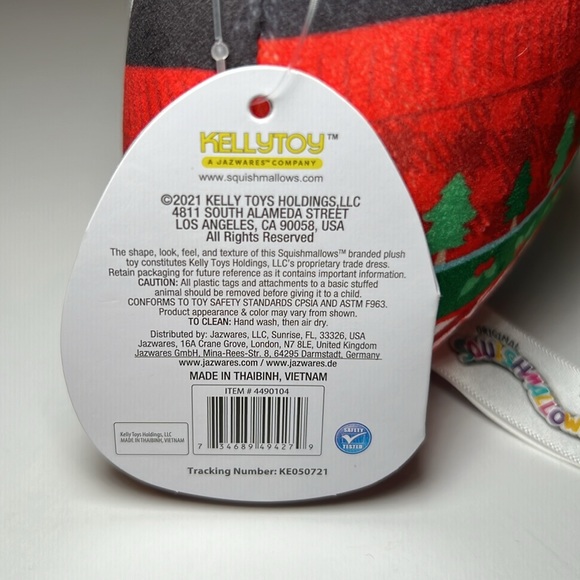 KELLYTOY™
A JAZWARES™ COMPANY
www.squishmallows.com
©2021 KELLY TOYS HOLDINGS,LLC
4811 SOUTH ALAMEDA STREET
LOS ANGELES, CA 90058, USA
All Rights Reserved
The shape, look, feel, and texture of this Squishmallows™ branded plush
toy constitutes Kelly Toys Holdings, LLC's proprietary trade dress.
Retain packaging for future reference as it contains important information.
CAUTION: All plastic tags and attachments to a basic stuffed
animal should be removed before giving it to a child.
CONFORMS TO TOY SAFETY STANDARDS CPSIA AND ASTM F963.
Product appearance & color may vary from shown.
TO CLEAN: Hand wash, then air dry.
Distributed by: Jazwares, LLC, Sunrise, FL, 33326, USA
Jazwares, 16A Crane Grove, London, N7 8LE, United Kingdom
Jazwares GmbH, Mina-Rees-Str. 8, 64295 Darmstadt, Germany
www.jazwares.com / www.jazwares.de
MADE IN THAIBINH, VIETNAM
ITEM # 4490104
Kelly Toys Holdings, LLC
MADE IN THAIBINH, VIETNAM
7 34689 49427 9
SAFETY
TESTED
Tracking Number: KE050721
ORIGINAL
SQUISHMALLOW